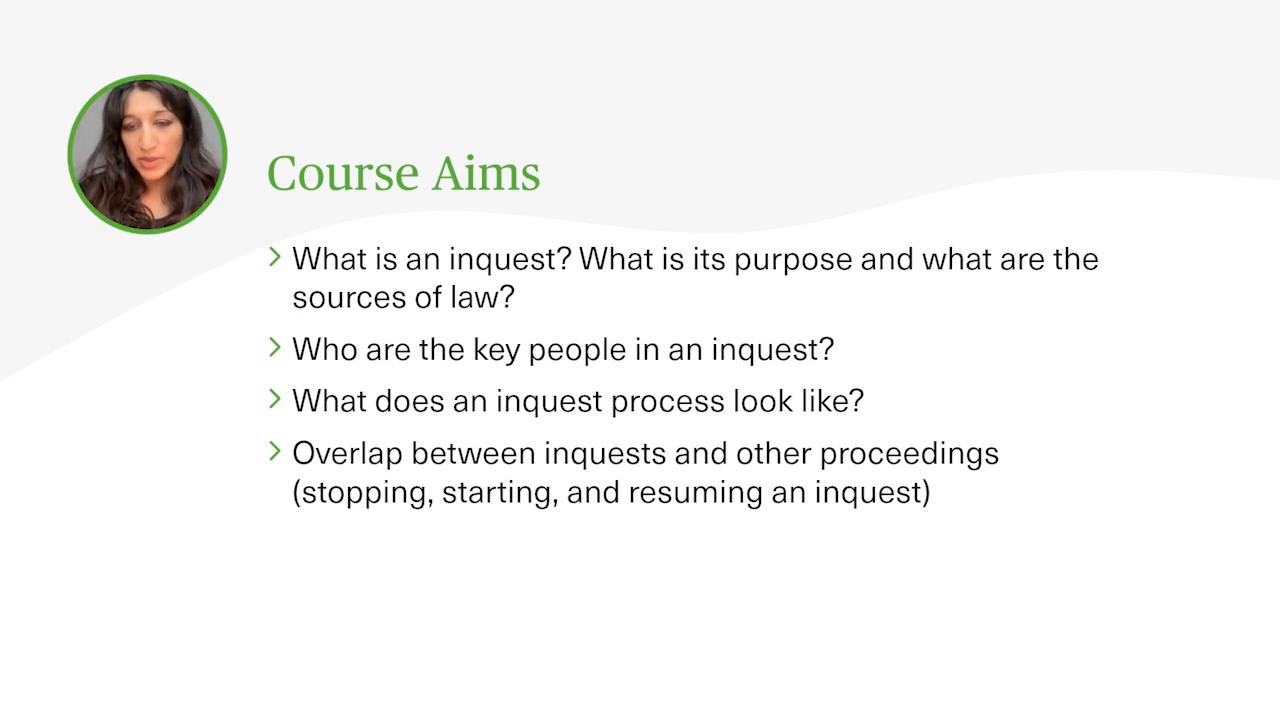 Course Aims
What is an inquest? What is its purpose and what are the
sources of law?
Who are the key people in an inquest?
What does an inquest process look like?
Overlap between inquests and other proceedings
(stopping, starting, and resuming an inquest)